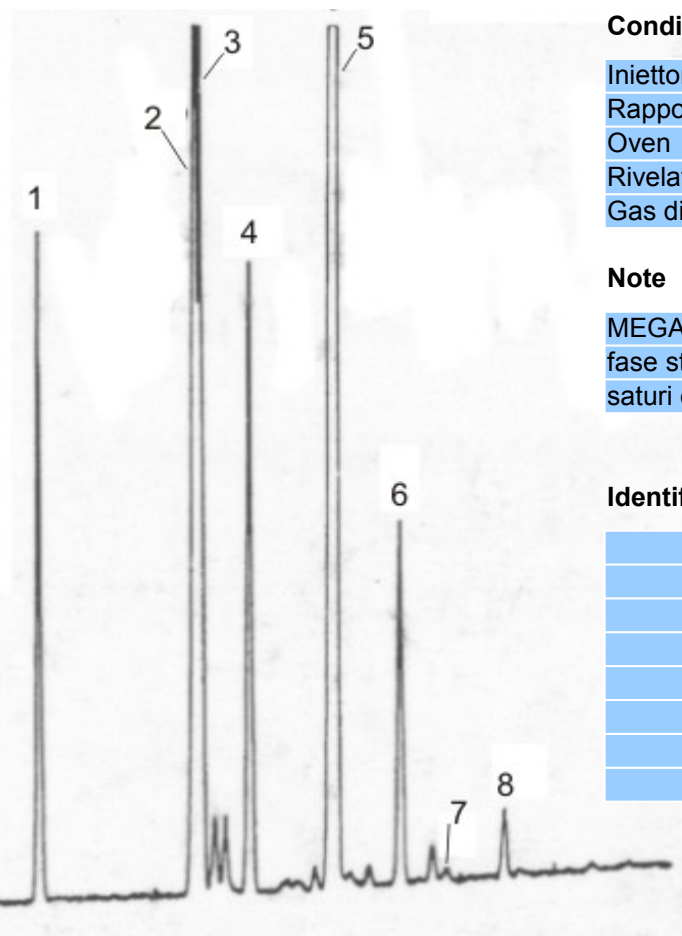 1
2
3
4
5
6
7
8
Condi
Inietto
Rappo
Oven
Rivela
Gas di
Note
MEGA
fase st
saturi
Identif